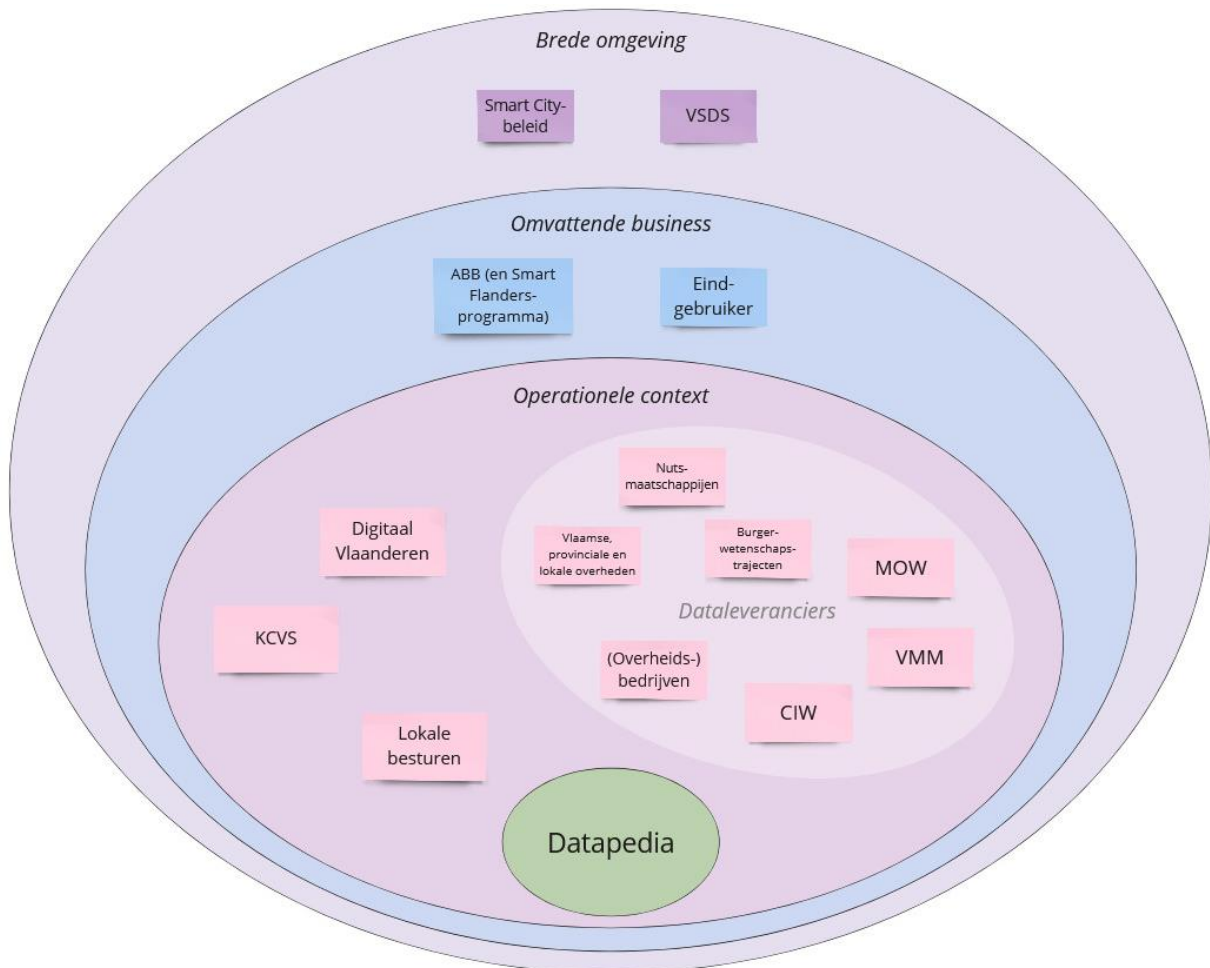 Brede omgeving
Smart City-
beleid
VSDS
Omvattende business
ABB (en Smart
Flanders-
programma)
Eind-
gebruiker
Operationele context
Nuts-
maatschappijen
Digitaal
Vlaanderen
Vlaamse,
provinciale en
lokale overheden
Burger-
wetenschaps-
trajecten
MOW
Dataleveranciers
KCVS
(Overheids-)
bedrijven
VMM
CIW
Lokale
besturen
Datapedia